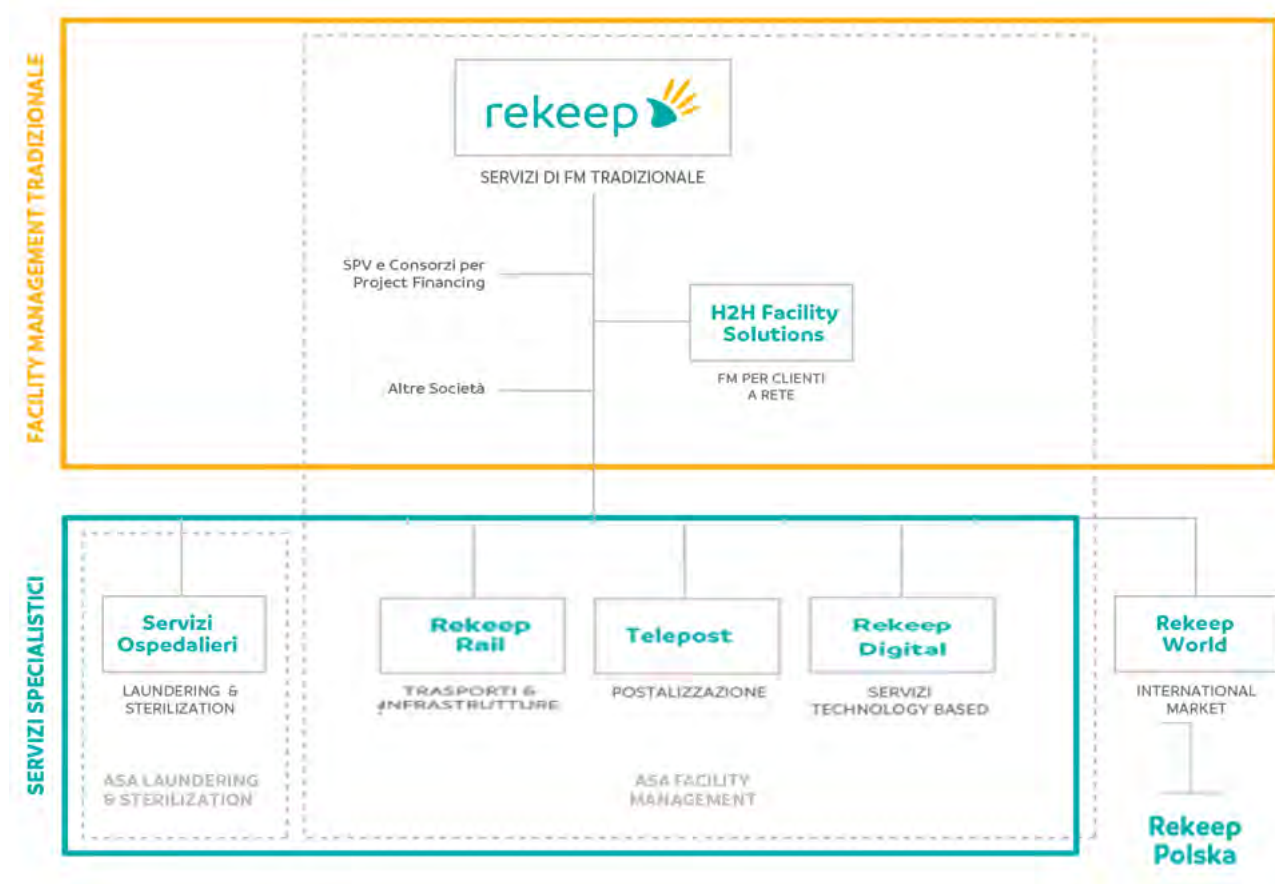 FACILITY MANAGEMENT TRADIZIONALE
rekeep
SERVIZI DI FM TRADIZIONALE
SPV e Consorzi per
Project Financing
H2H Facility
Solutions
FM PER CLIENTI
A RETE
Altre Società
SERVIZI SPECIALISTICI
Servizi
Ospedalieri
LAUNDERING &
STERILIZATION
ASA LAUNDERING
& STERILIZATION
Rekeep
Rail
TRASPORTI &
INFRASTRUTTURE
Telepost
POSTALIZZAZIONE
Rekeep
Digital
SERVIZI
TECHNOLOGY BASED
ASA FACILITY
MANAGEMENT
Rekeep
World
INTERNATIONAL
MARKET
Rekeep
Polska